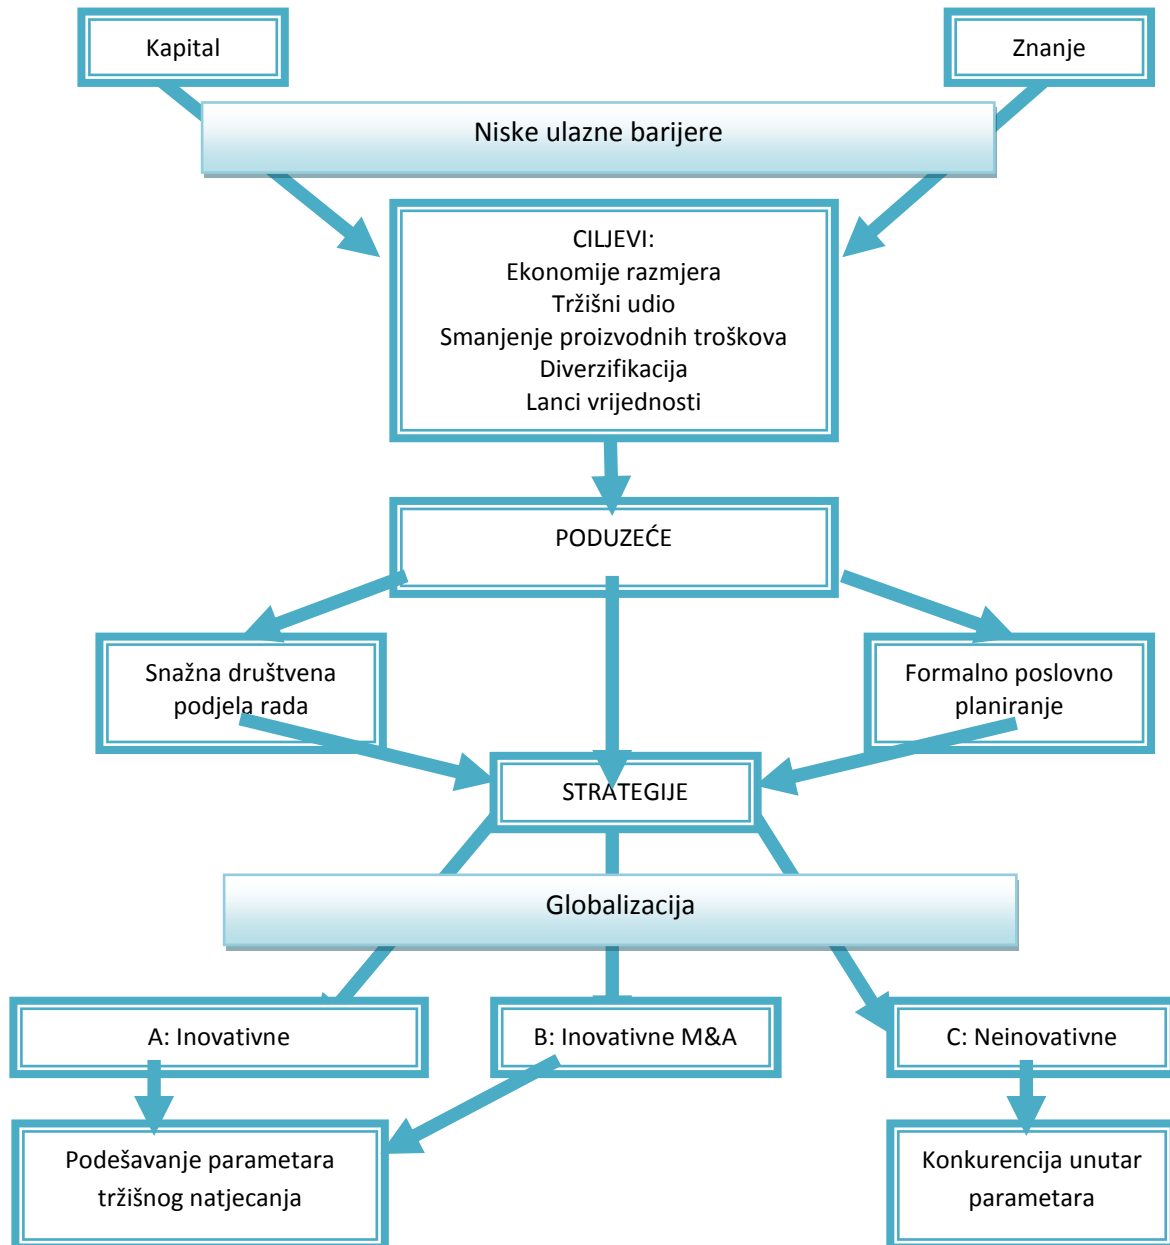 Kapital
Znanje
Niske ulazne barijere
CILJEVI:
Ekonomije razmjera
Tržišni udio
Smanjenje proizvodnih troškova
Diverzifikacija
Lanci vrijednosti
PODUZEĆE
Snažna društvena
podjela rada
Formalno poslovno
planiranje
STRATEGIJE
Globalizacija
A: Inovativne
B: Inovativne M&A
C: Neinovativne
Podešavanje parametara
tržišnog natjecanja
Konkurencija unutar
parametara